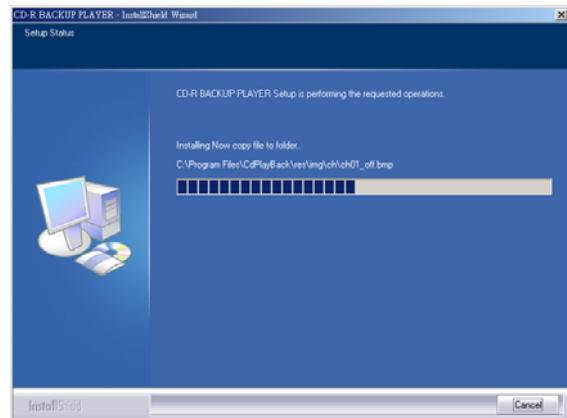 CD-R BACKUP PLAYER - InstallShield Wizard
Setup Status
CD-R BACKUP PLAYER Setup is performing the requested operations.
Installing Now copy file to folder..
C:\Program Files\CdPlayBack\res\img\ch\ch01_off.bmp
InstallShield
Cancel